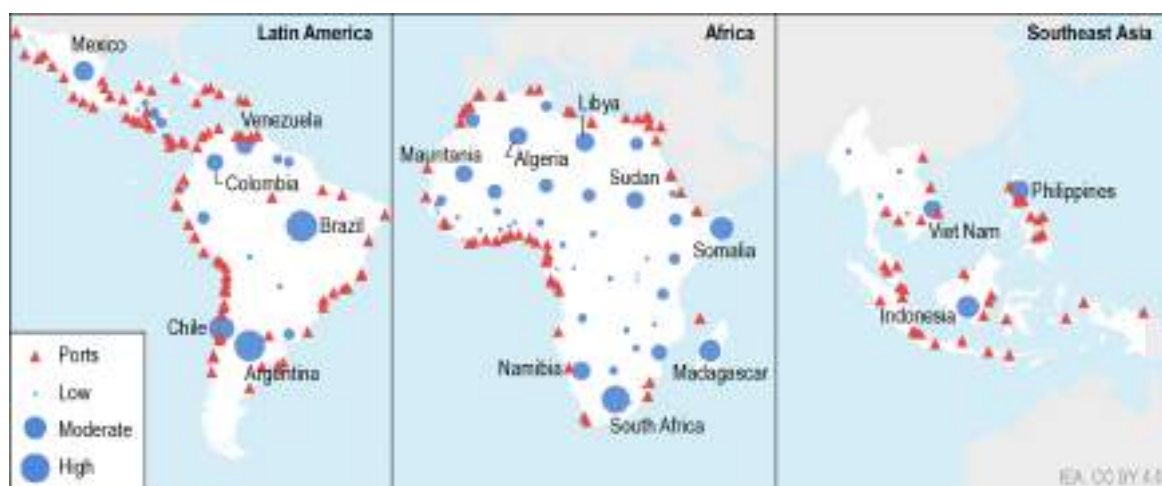 Latin America
Africa
Southeast Asia
Mexico
Venezuela
Colombia
Brazil
Chile
Argentina
Libya
Algeria
Mauritania
Sudan
Somalia
Namibia
Madagascar
South Africa
Philippines
Viet Nam
Indonesia
Ports
Low
Moderate
High
IEA. CC BY 4.0